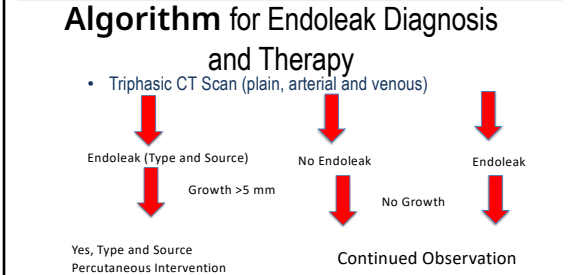 Algorithm for Endoleak Diagnosis
and Therapy
• Triphasic CT Scan (plain, arterial and venous)
Endoleak (Type and Source)
No Endoleak
Endoleak
Growth >5 mm
No Growth
Yes, Type and Source
Percutaneous Intervention
Continued Observation